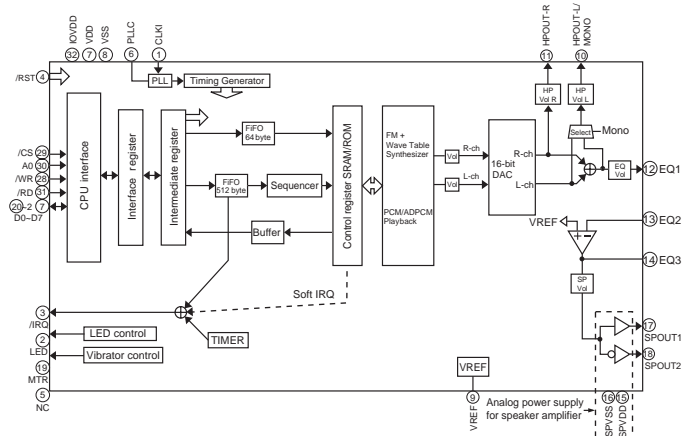 IOVDD
VDD
VSS
PLLC
CLKI
HPOUT-R
HPOUT-L/
MONO
32
7
8
6
1
11
10
/RST
4
PLL
Timing Generator
HP
Vol R
HP
Vol L
Select
Mono
CPU interface
Interface register
Intermediate register
FiFO
64byte
FiFO
512 byte
Sequencer
Buffer
Control register SRAM/ROM
FM +
Wave Table
Synthesizer
PCM/ADPCM
Playback
R-ch
Vol
L-ch
Vol
16-bit
DAC
R-ch
L-ch
EQ
Vol
12 EQ1
/CS 29
A0 30
/WR 28
/RD 31
20~2 7
D0~D7
VREF
+ −
13 EQ2
14 EQ3
SP
Vol
Soft IRQ
3
/IRQ
2
LED
19
MTR
5
NC
LED control
Vibrator control
TIMER
VREF
9
VREF
Analog power supply
for speaker amplifier
17
SPOUT1
18
SPOUT2
16
15
SPVSS
SPVDD